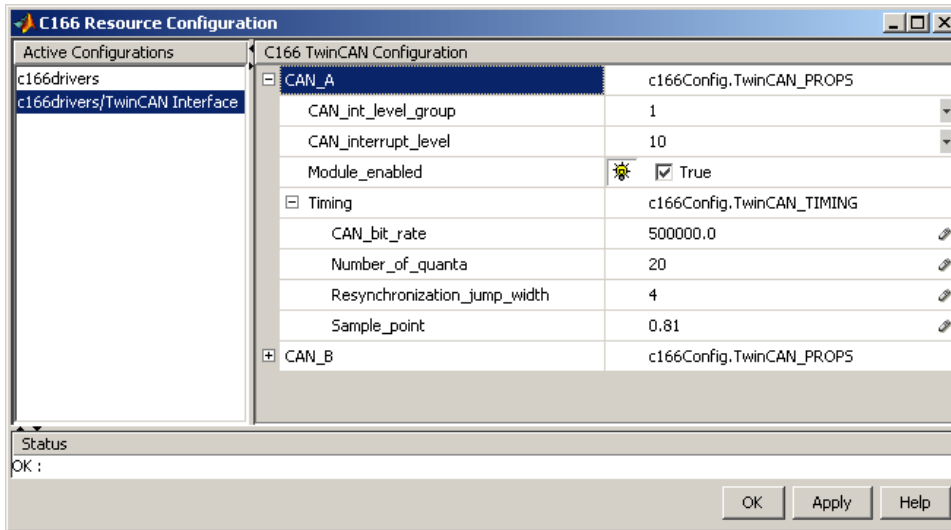 C166 Resource Configuration
Active Configurations
C166 TwinCAN Configuration
c166drivers
c166drivers/TwinCAN Interface
CAN_A c166Config.TwinCAN_PROPS
CAN_int_level_group 1
CAN_interrupt_level 10
Module_enabled True
Timing c166Config.TwinCAN_TIMING
CAN_bit_rate 500000.0
Number_of_quanta 20
Resynchronization_jump_width 4
Sample_point 0.81
CAN_B c166Config.TwinCAN_PROPS
Status
OK :
OK Apply Help